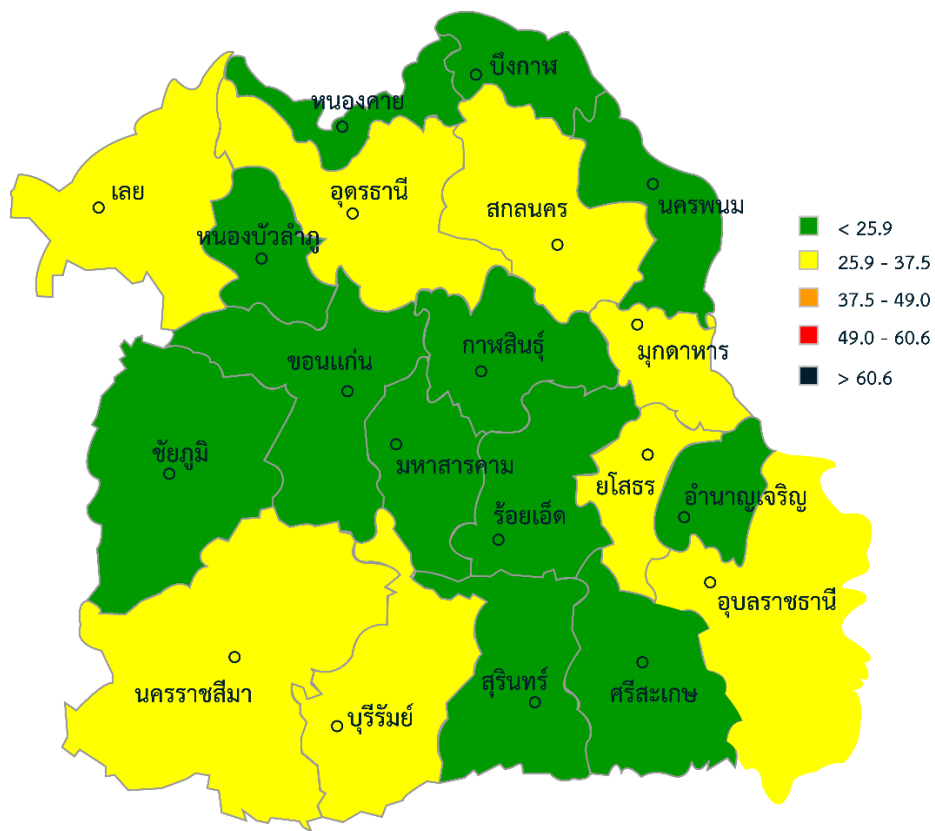 บึงกาฬ
หนองคาย
เลย
อุดรธานี
สกลนคร
นครพนม
หนองบัวลำภู
< 25.9
25.9 - 37.5
37.5 - 49.0
49.0 - 60.6
> 60.6
ขอนแก่น
กาฬสินธุ์
มุกดาหาร
ชัยภูมิ
มหาสารคาม
ยโสธร
อำนาญเจริญ
ร้อยเอ็ด
อุบลราชธานี
นครราชสีมา
บุรีรัมย์
สุรินทร์
ศรีสะเกษ